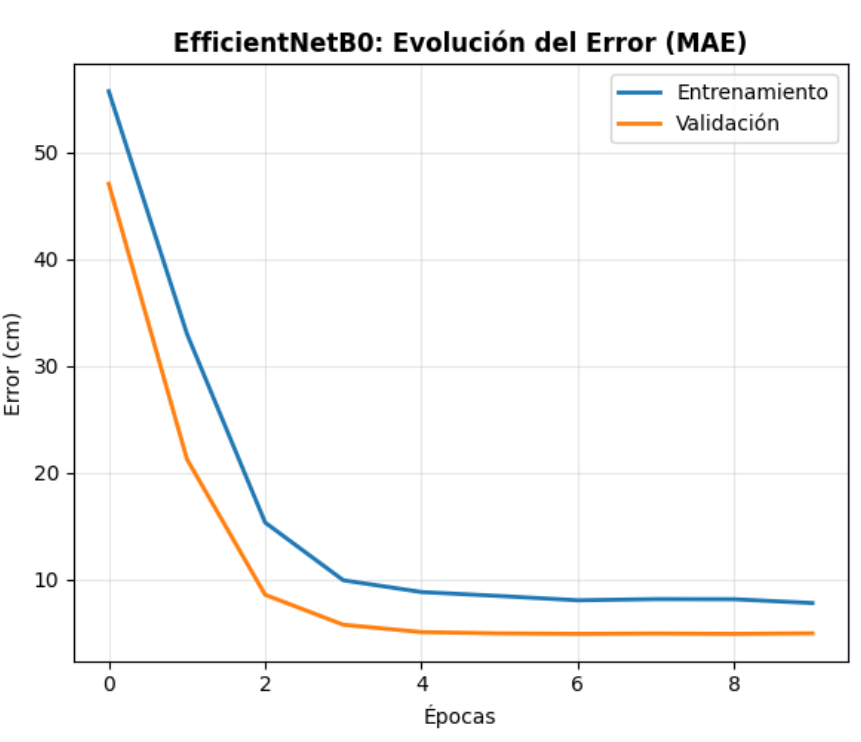 EfficientNetB0: Evolución del Error (MAE)
Entrenamiento
Validación
50
40
30
20
10
Error (cm)
0 2 4 6 8
Épocas